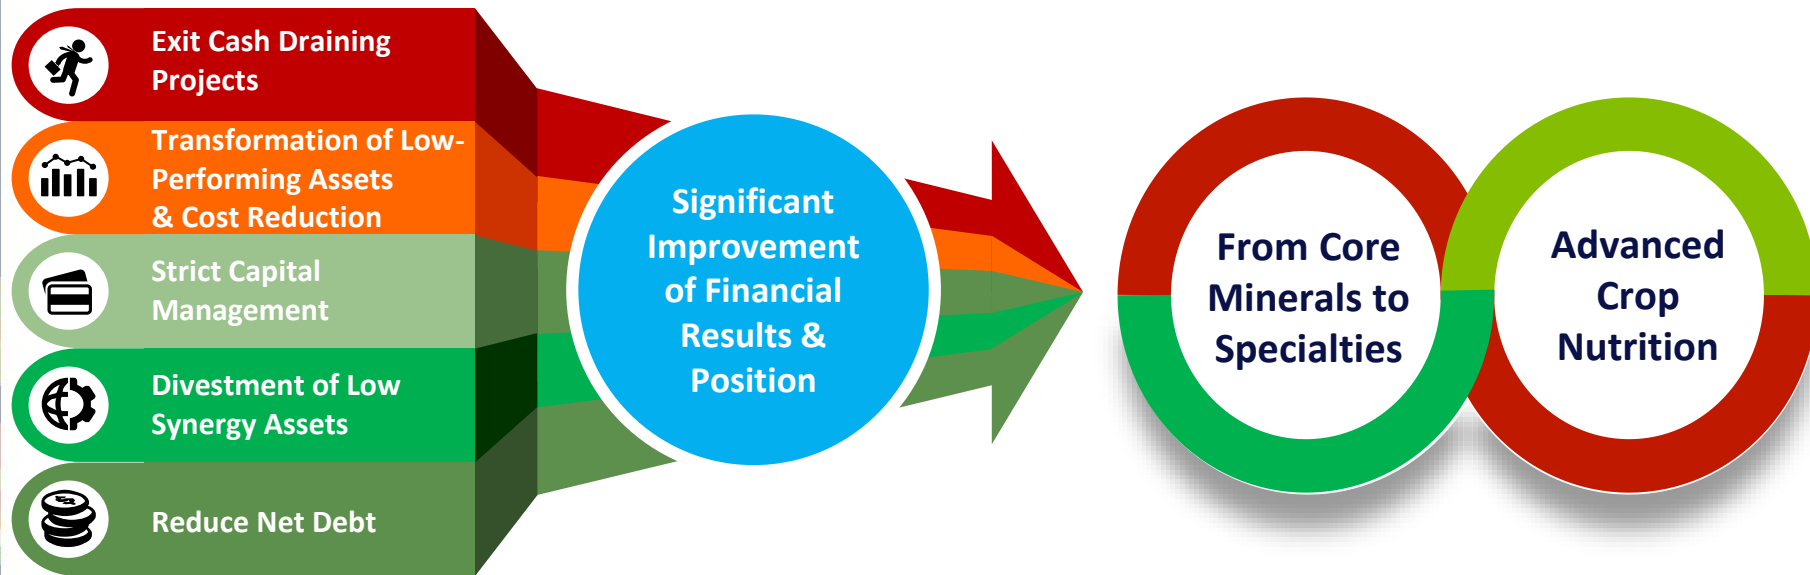 Exit Cash Draining
Projects
Transformation of Low-
Performing Assets
& Cost Reduction
Strict Capital
Management
Divestment of Low
Synergy Assets
Reduce Net Debt
Significant
Improvement
of Financial
Results &
Position
From Core
Minerals to
Specialties
Advanced
Crop
Nutrition